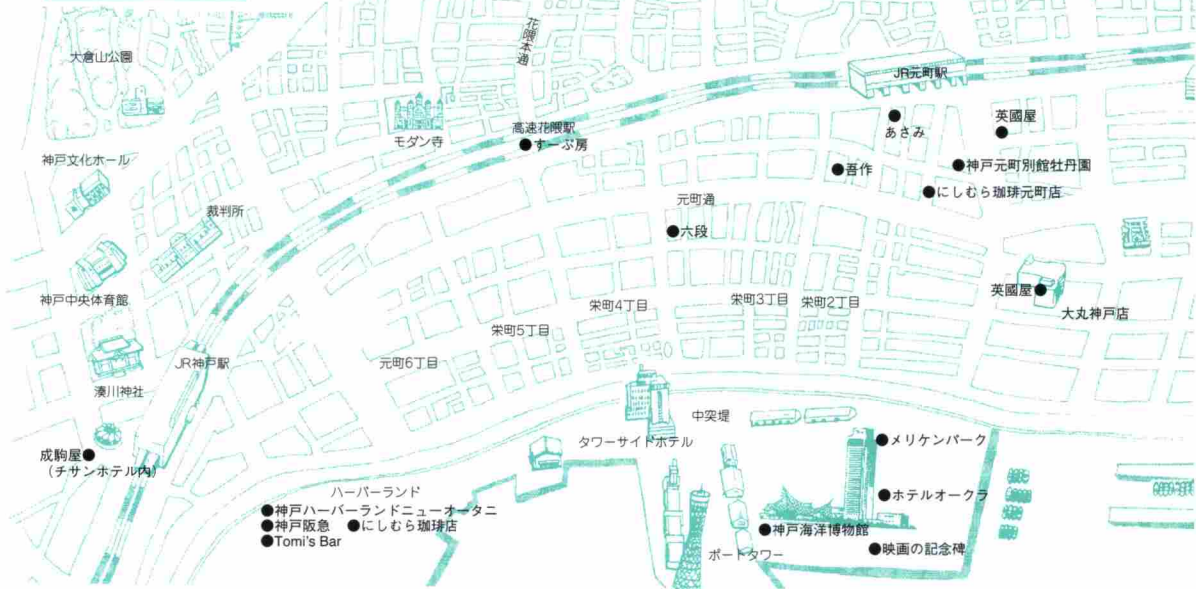 大倉山公園
花隈本通
JR元町駅
あさみ
英國屋
モダン寺
高速花隈駅
●すーぷ房
神戸文化ホール
●吾作
●神戸元町別館牡丹園
●にしむら珈琲元町店
裁判所
元町通
●六段
英國屋●
大丸神戸店
神戸中央体育館
栄町4丁目
栄町3丁目
栄町2丁目
栄町5丁目
元町6丁目
JR神戸駅
湊川神社
中突堤
タワーサイドホテル
●メリケンパーク
成駒屋●
(チサンホテル内)
ハーバーランド
●神戸ハーバーランドニューオータニ
●神戸阪急 ●にしむら珈琲店
●Tomi's Bar
●ホテルオークラ
●神戸海洋博物館
●映画の記念碑
ポートタワー